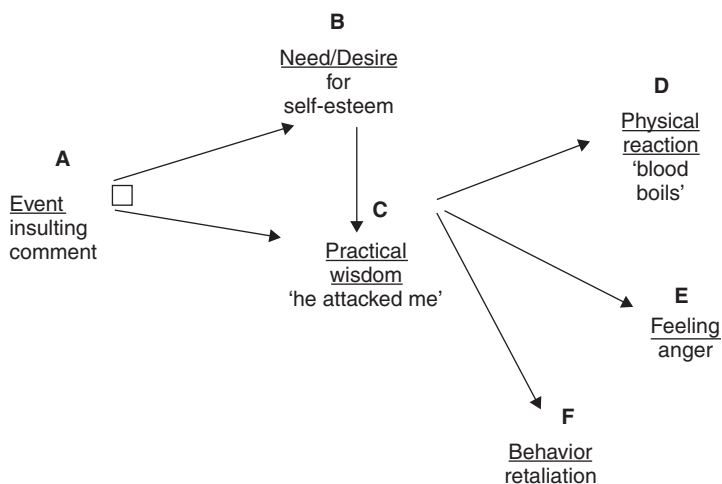 A
Event
insulting
comment
B
Need/Desire
for
self-esteem
C
Practical
wisdom
‘he attacked me’
D
Physical
reaction
‘blood
boils’
E
Feeling
anger
F
Behavior
retaliation